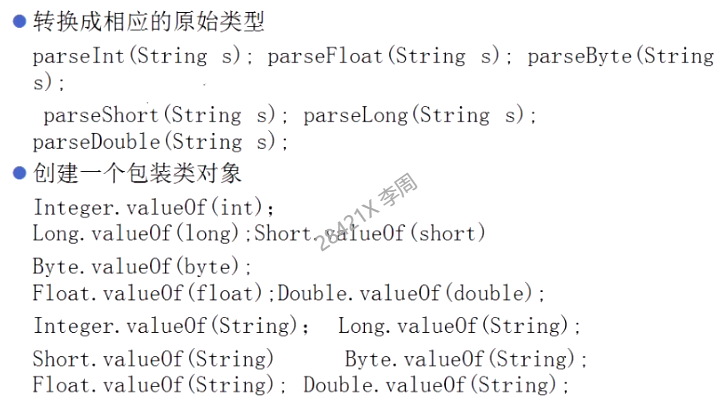 转换成相应的原始类型
parseInt(String s); parseFloat(String s); parseByte(String
s);
parseShort(String s); parseLong(String s);
parseDouble(String s);
创建一个包装类对象
Integer.valueOf(int);
Long.valueOf(long);Short.valueOf(short)
Byte.valueOf(byte);
Float.valueOf(float);Double.valueOf(double);
Integer.valueOf(String); Long.valueOf(String);
Short.valueOf(String) Byte.valueOf(String);
Float.valueOf(String); Double.valueOf(String);
28421X 李周